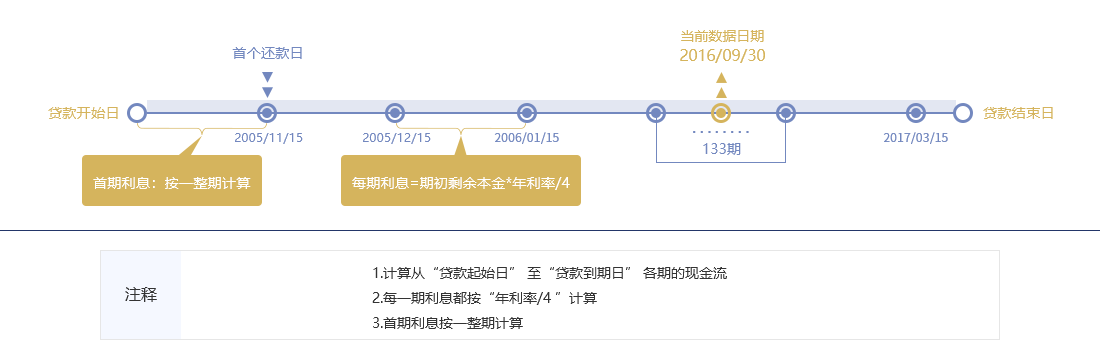 当前数据日期
2016/09/30
首个还款日
贷款开始日
贷款结束日
2005/11/15
2005/12/15
2006/01/15
2017/03/15
133期
首期利息：按一整期计算
每期利息=期初剩余本金*年利率/4
注释
1.计算从“贷款起始日” 至“贷款到期日” 各期的现金流
2.每一期利息都按“年利率/4 ”计算
3.首期利息按一整期计算